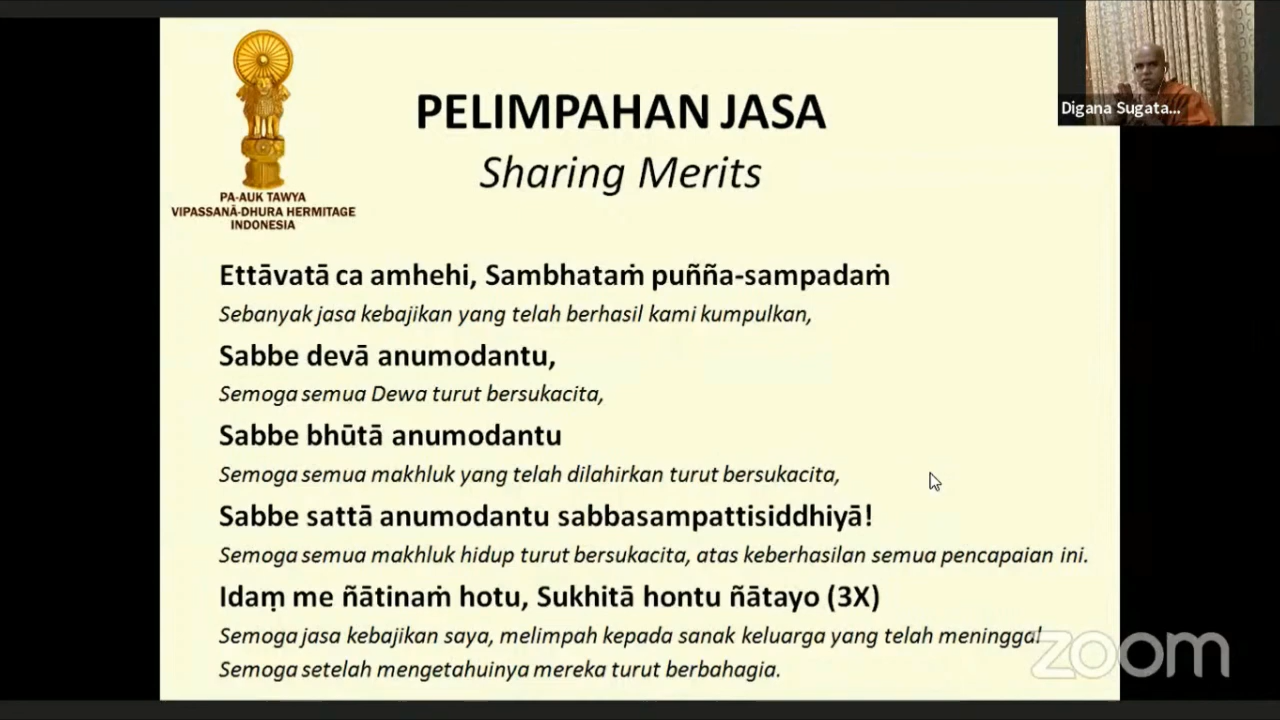 PELIMPAHAN JASA
Sharing Merits
PA-AUK TAWYA
VIPASSANĀ-DHURA HERMITAGE
INDONESIA
Digana Sugata...
Ettāvatā ca amhehi, Sambhataṁ puñña-sampadaṁ
Sebanyak jasa kebajikan yang telah berhasil kami kumpulkan,
Sabbe devā anumodantu,
Semoga semua Dewa turut bersukacita,
Sabbe bhūtā anumodantu
Semoga semua makhluk yang telah dilahirkan turut bersukacita,
Sabbe sattā anumodantu sabbasampattisiddhiyā!
Semoga semua makhluk hidup turut bersukacita, atas keberhasilan semua pencapaian ini.
Idaṃ me ñātinaṁ hotu, Sukhitā hontu ñātayo (3X)
Semoga jasa kebajikan saya, melimpah kepada sanak keluarga yang telah meninggal
Semoga setelah mengetahuinya mereka turut berbahagia.
zoom